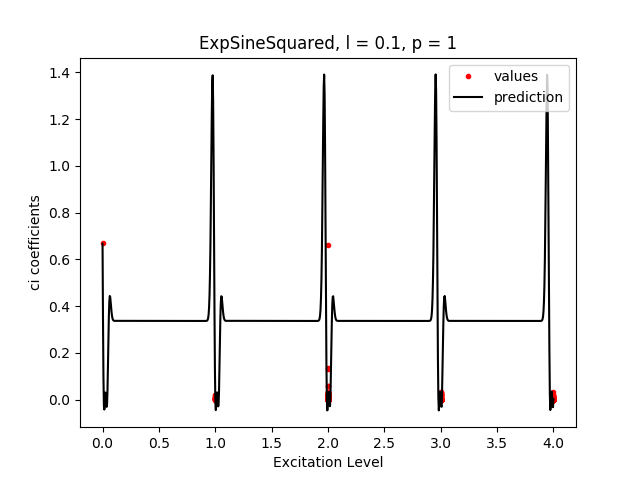 ExpSineSquared, l = 0.1, p = 1
values
prediction
1.4
1.2
1.0
0.8
0.6
0.4
0.2
0.0
ci coefficients
0.0 0.5 1.0 1.5 2.0 2.5 3.0 3.5 4.0
Excitation Level